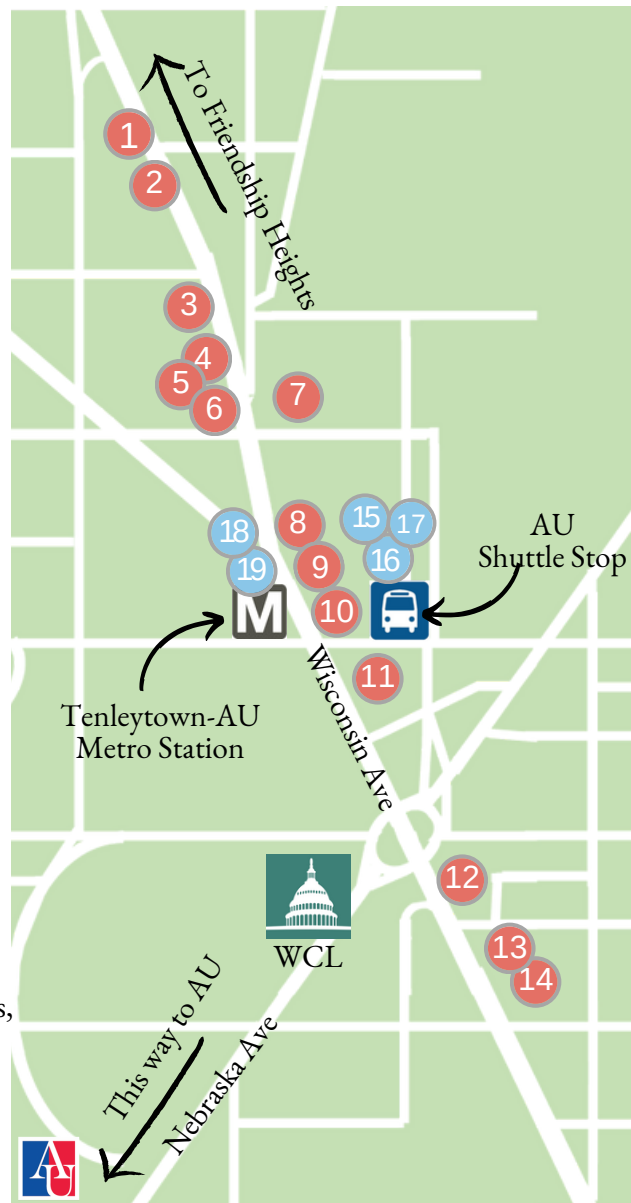 To Friendship Heights
1
2
3
4
5
6
7
8
9
10
15
16
17
18
19
M
AU
Shuttle Stop
11
Tenleytown-AU
Metro Station
Wisconsin Ave
12
WCL
13
14
s,
This way to AU
Nebraska Ave
AU